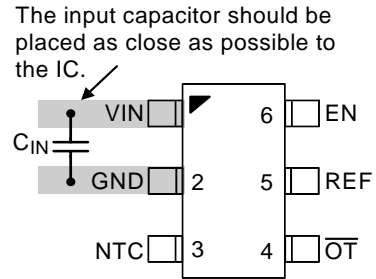 The input capacitor should be
placed as close as possible to
the IC.
VIN 6 EN
CIN
GND 2 5 REF
NTC 3 4 OT